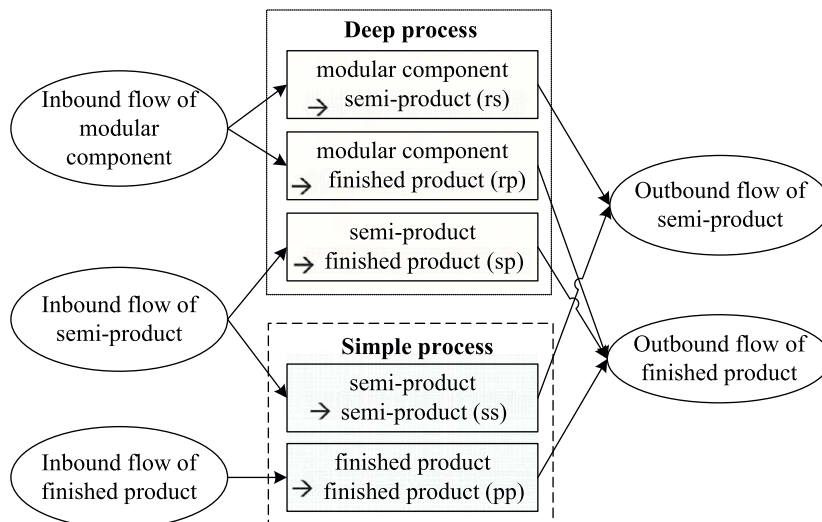 Deep process
Inbound flow of
modular
component
modular component
→ semi-product (rs)
modular component
→ finished product (rp)
semi-product
→ finished product (sp)
Outbound flow of
semi-product
Inbound flow of
semi-product
Simple process
semi-product
→ semi-product (ss)
Outbound flow of
finished product
Inbound flow of
finished product
finished product
→ finished product (pp)